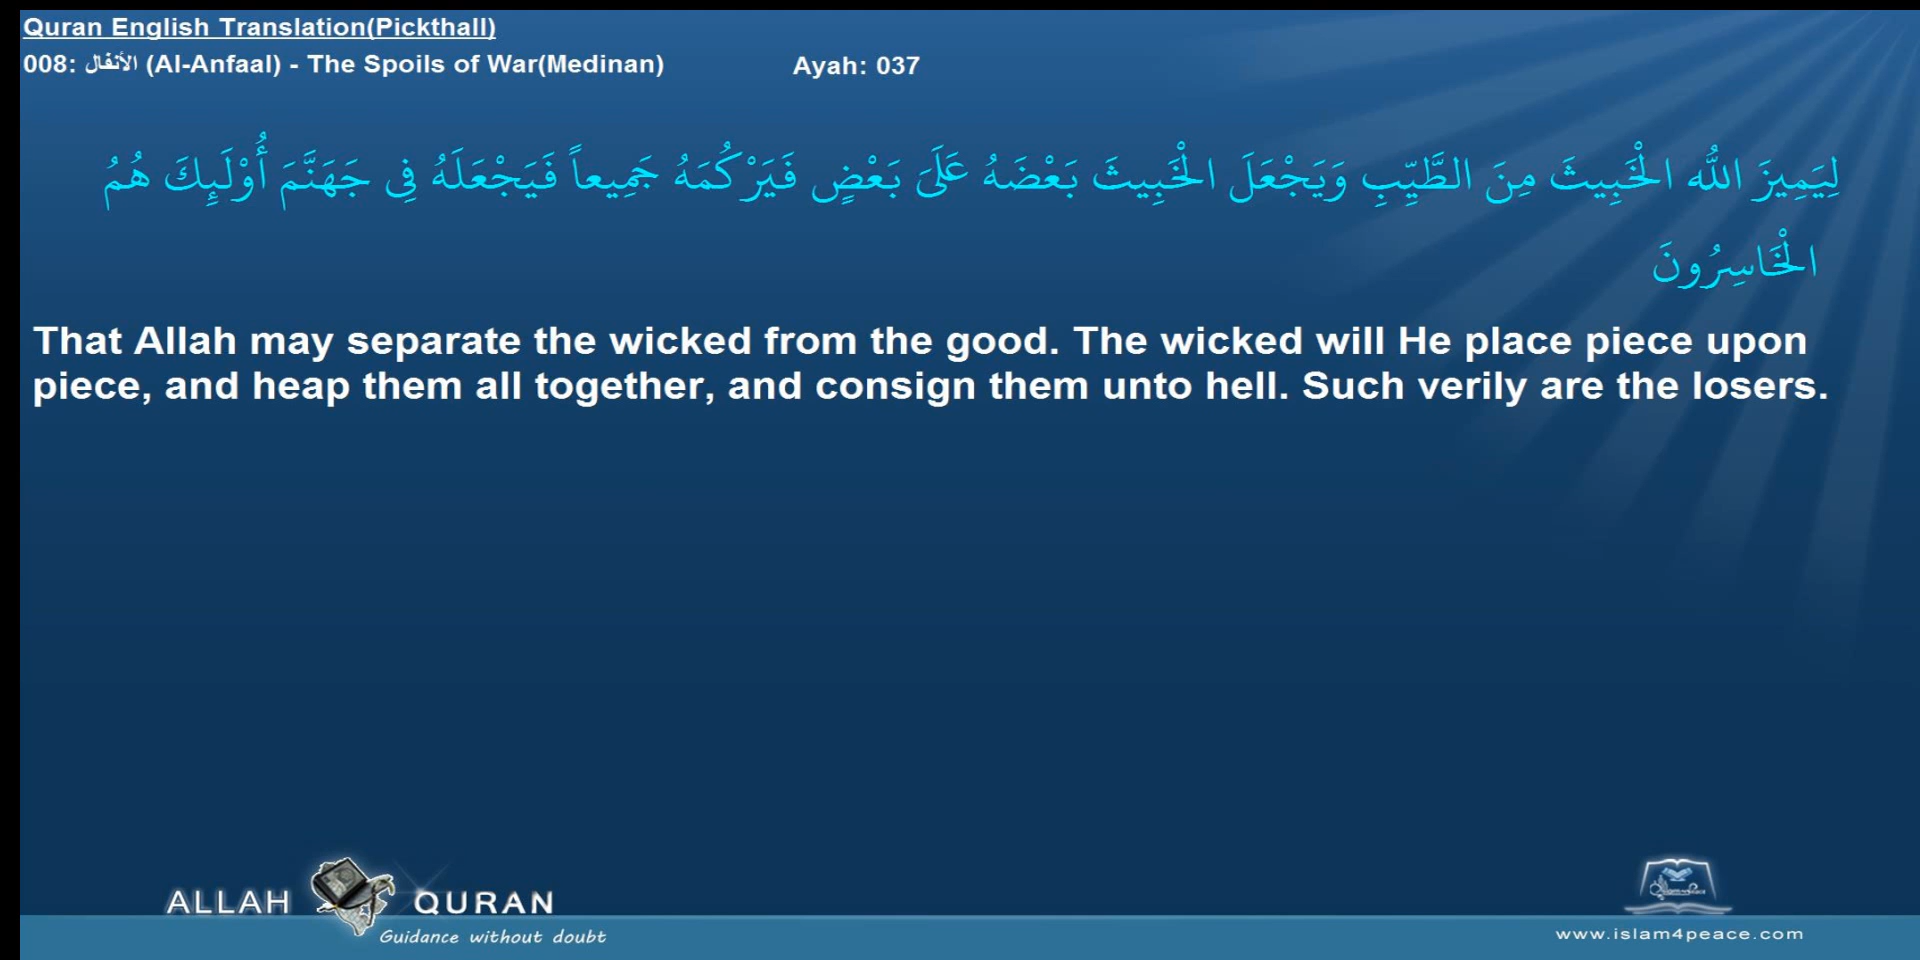 Quran English Translation(Pickthall)
008: الأنفال (Al-Anfaal) - The Spoils of War(Medinan) Ayah: 037
لِيَمِيزَ اللَّهُ الْخَبِيثَ مِنَ الطَّيِّبِ وَيَجْعَلَ الْخَبِيثَ بَعْضَهُ عَلَىَ بَعْضٍ فَيَرْكُمَهُ جَمِيعاً فَيَجْعَلَهُ فِي جَهَنَّمَ أُوْلَئِكَ هُمُ
الْخَاسِرُونَ
That Allah may separate the wicked from the good. The wicked will He place piece upon
piece, and heap them all together, and consign them unto hell. Such verily are the losers.
ALLAH QURAN
Guidance without doubt
www.islam4peace.com